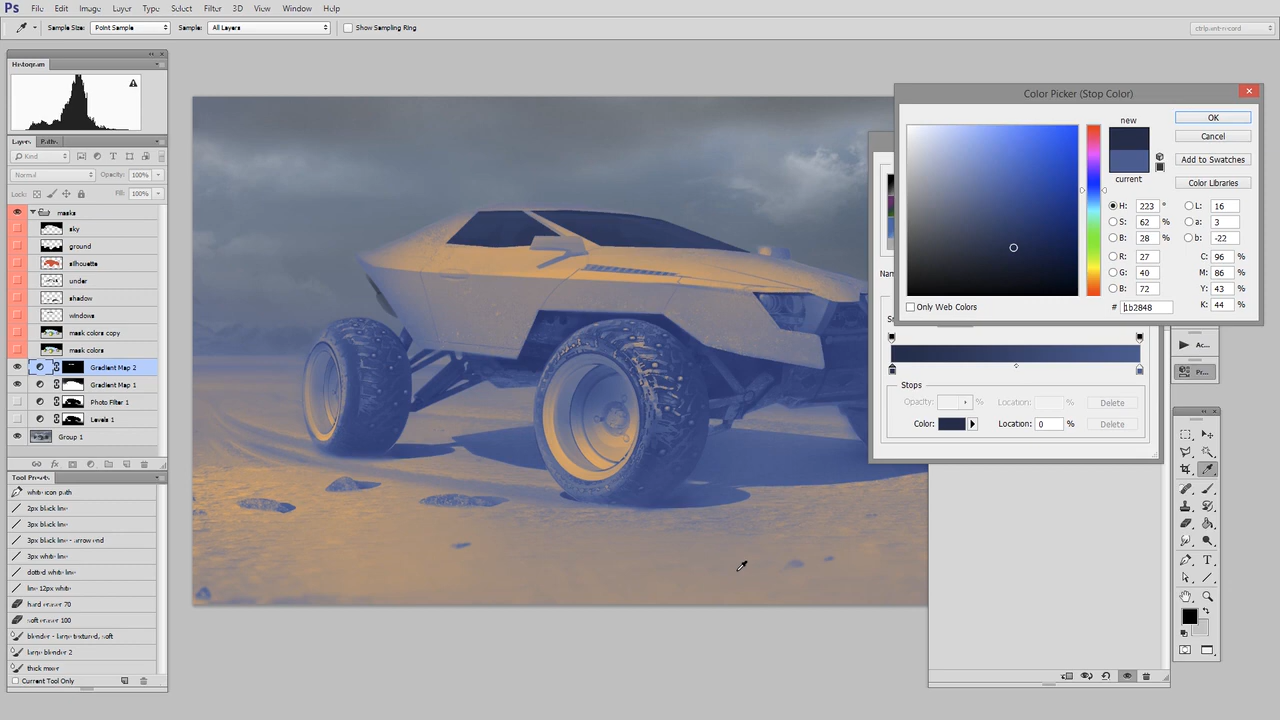 Ps File Edit Image Layer Type Select Filter 3D View Window Help
Sample Size: Point Sample Sample: All Layers Show Sampling Ring
Histogram
Color Picker (Stop Color)
new
current
OK
Cancel
Add to Swatches
Color Libraries
H: 223 ° L: 16
S: 62 % a: 3
B: 28 % b: -22
R: 27 C: 96 %
G: 40 M: 86 %
B: 72 Y: 43 %
K: 44 %
Only Web Colors # 1b2848
Layers Paths
Kind
Normal Opacity: 100%
Lock: Fill: 100%
masks
sky
ground
silhouette
under
shadow
windows
mask colors copy
mask colors
Gradient Map 2
Gradient Map 1
Photo Filter 1
Levels 1
Group 1
Stops
Opacity: % Location: % Delete
Color: Location: 0 % Delete
Ac...
Pr...
Tool Presets
white icon path
2px black line
3px black line
3px black line - arrow end
3px white line
dotted white line
line 12px white
hard eraser 70
soft eraser 100
blender - large textured, soft
large blender 2
thick mixer
Current Tool Only